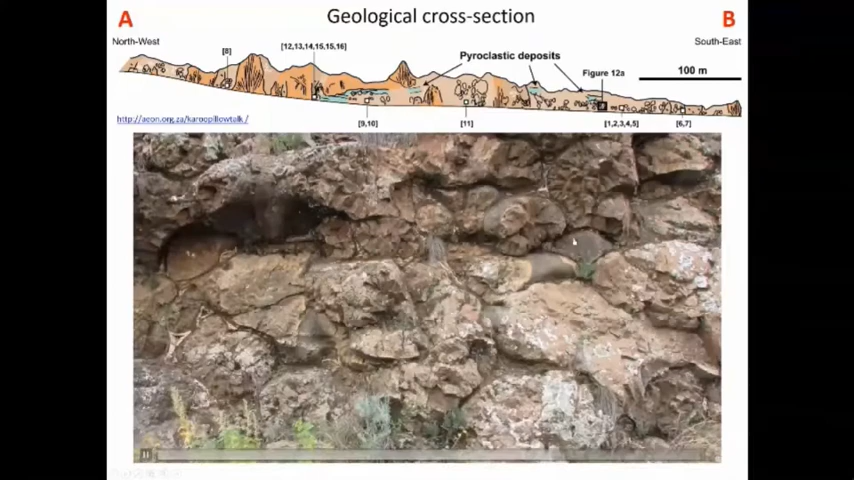 Geological cross-section
A
B
North-West
South-East
[8]
[12,13,14,15,15,16]
Pyroclastic deposits
Figure 12a
100 m
http://aeon.org.za/karoopillowtalk/
[9,10]
[11]
[1,2,3,4,5]
[6,7]